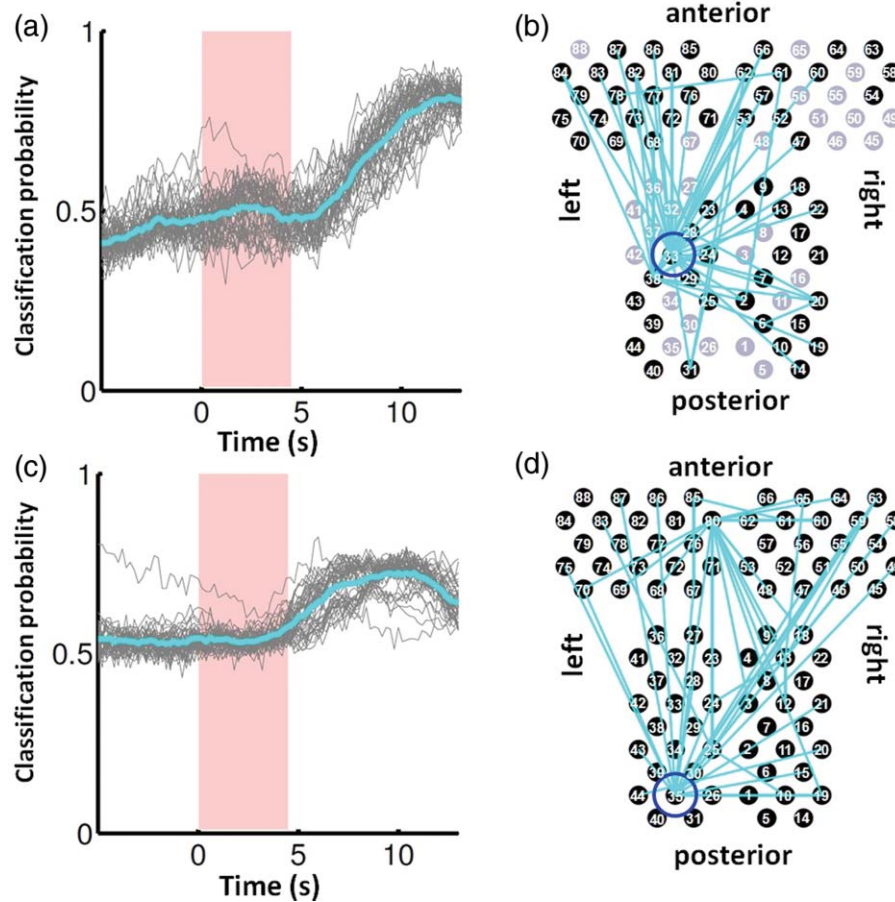 (a)
1
0.5
0
Classification probability
0 5 10
Time (s)
(b)
anterior
88 87 86 85 66 65 64 63
84 83 82 81 80 62 61 60 59 58
79 78 77 76 57 56 55 54
75 74 73 72 71 53 52 51 50 49
70 69 68 67 48 47 46 45
36 27 9 18
41 32 23 4 13 22
left
right
37 28 8 17
42 33 24 3 12 21
38 29 7 16
43 34 25 2 11 20
39 30 6 15
44 35 26 1 10 19
40 31 5 14
posterior
(c)
1
0.5
0
Classification probability
0 5 10
Time (s)
(d)
anterior
88 87 86 85 66 65 64 63
84 83 82 81 80 62 61 60 59
79 78 77 76 57 56 55 54
75 74 73 72 71 53 52 51 50
70 69 68 67 48 47 46 45
36 27 9 18
41 32 23 4 13 22
left
right
37 28 8 17
42 33 24 3 12 21
38 29 7 16
43 34 25 2 11 20
39 30 6 15
44 35 26 1 10 19
40 31 5 14
posterior